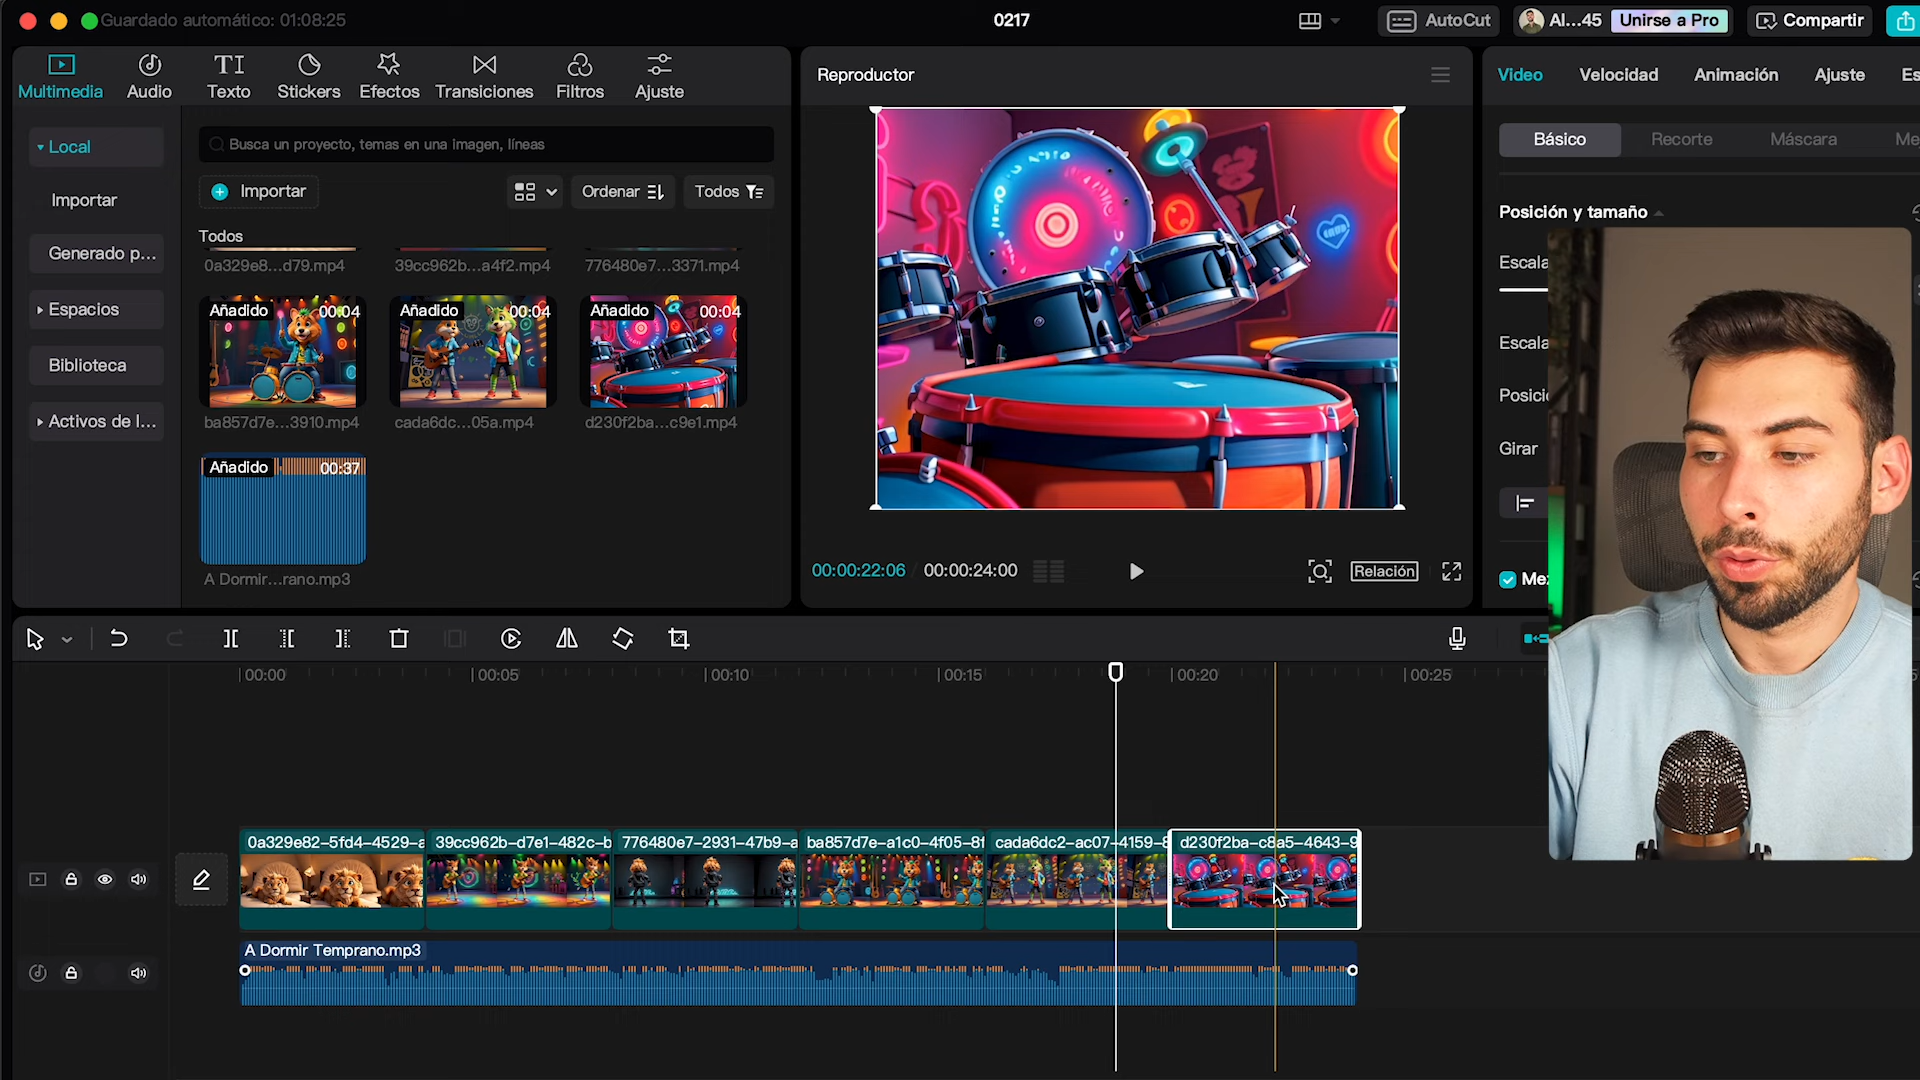 Guardado automático: 01:08:25
0217
AutoCut
Al...45
Unirse a Pro
Compartir
Multimedia
Audio
Texto
Stickers
Efectos
Transiciones
Filtros
Ajuste
Reproductor
Video
Velocidad
Animación
Ajuste
Es
Local
Importar
Generado p...
Espacios
Biblioteca
Activos de l...
Busca un proyecto, temas en una imagen, líneas
Importar
Ordenar
Todos
Todos
0a329e8...d79.mp4
39cc962b...a4f2.mp4
776480e7...3371.mp4
Añadido 00:04
Añadido 00:04
Añadido 00:04
ba857d7e...3910.mp4
cada6dc...05a.mp4
d230f2ba...c9e1.mp4
Añadido 00:37
A Dormir...rano.mp3
Básico
Recorte
Máscara
Me
Posición y tamaño
Escala
Escala
Posició
Girar
Mez
00:00:22:06
00:00:24:00
Relación
00:00
00:05
00:10
00:15
00:20
00:25
0a329e82-5fd4-4529-a
39cc962b-d7e1-482c-b
776480e7-2931-47b9-a
ba857d7e-a1c0-4f05-8f
cada6dc2-ac07-4159-8
d230f2ba-c8a5-4643-9
A Dormir Temprano.mp3